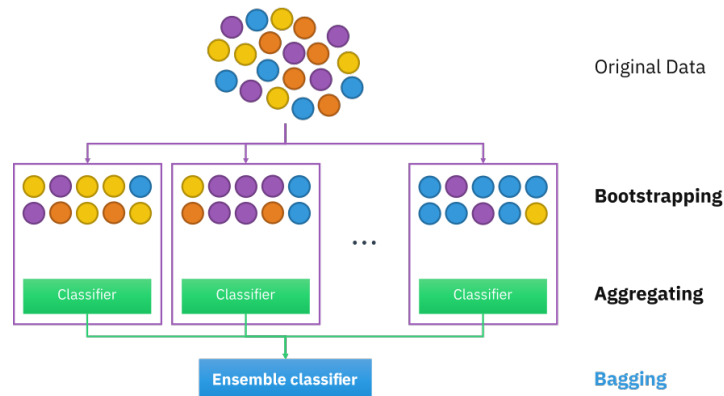 Original Data
Bootstrapping
...
Classifier
Classifier
Classifier
Aggregating
Ensemble classifier
Bagging